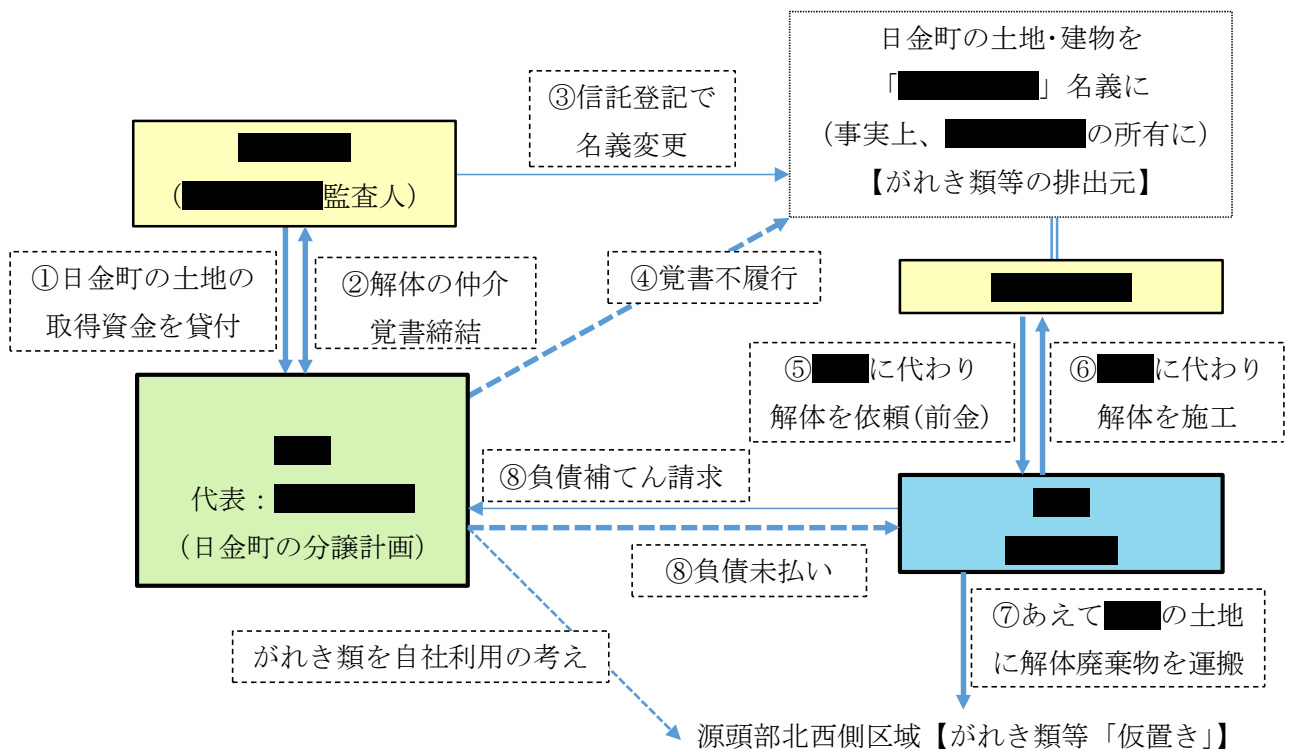 日金町の土地･建物を
「」名義に
(事実上、の所有に)
【がれき類等の排出元】
③信託登記で
名義変更
(監査人)
①日金町の土地の
取得資金を貸付
②解体の仲介
覚書締結
④覚書不履行
⑤に代わり
解体を依頼(前金)
⑥に代わり
解体を施工
代表：
(日金町の分譲計画)
⑧負債補てん請求
⑧負債未払い
⑦あえての土地
に解体廃棄物を運搬
がれき類を自社利用の考え
源頭部北西側区域【がれき類等「仮置き」】